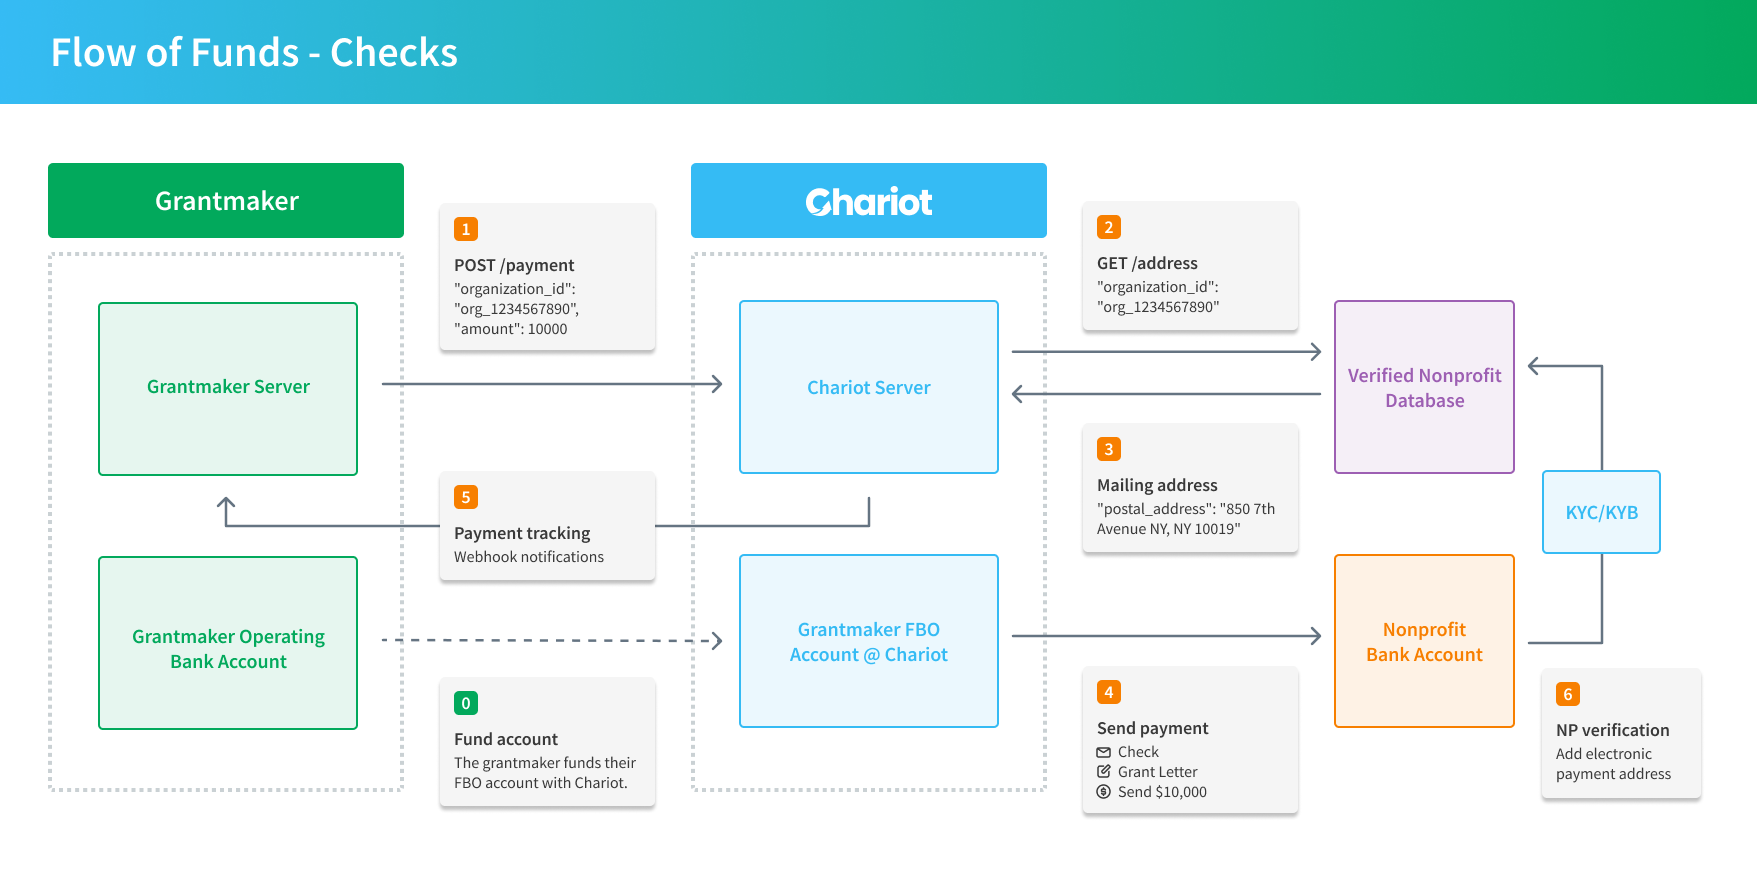 Flow of Funds - Checks
Grantmaker
Chariot
1
POST /payment
"organization_id":
"org_1234567890",
"amount": 10000
2
GET /address
"organization_id":
"org_1234567890"
Grantmaker Server
Chariot Server
Verified Nonprofit
Database
3
Mailing address
"postal_address": "850 7th
Avenue NY, NY 10019"
5
Payment tracking
Webhook notifications
KYC/KYB
Grantmaker Operating
Bank Account
Grantmaker FBO
Account @ Chariot
Nonprofit
Bank Account
0
Fund account
The grantmaker funds their
FBO account with Chariot.
4
Send payment
Check
Grant Letter
Send $10,000
6
NP verification
Add electronic
payment address